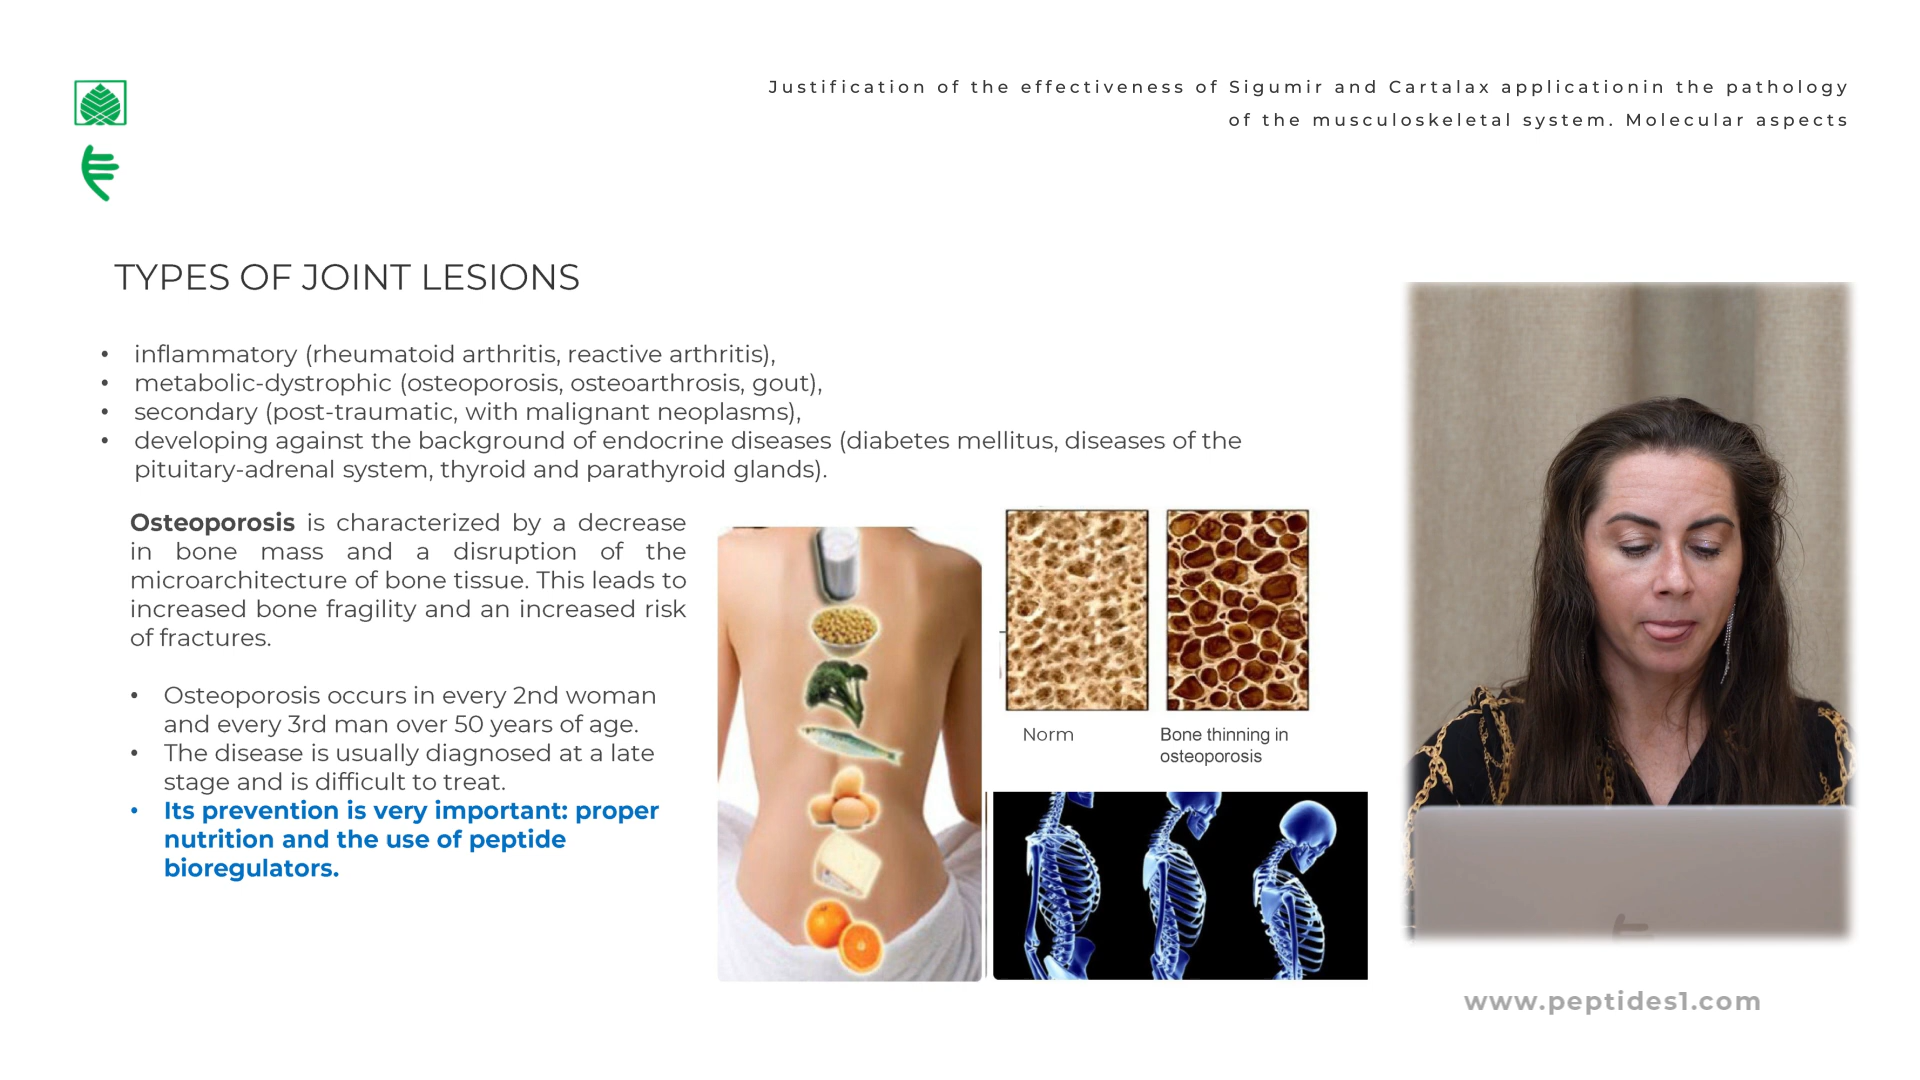 Justification of the effectiveness of Sigumir and Cartalax applicationin the pathology
of the musculoskeletal system. Molecular aspects
TYPES OF JOINT LESIONS
• inflammatory (rheumatoid arthritis, reactive arthritis),
• metabolic-dystrophic (osteoporosis, osteoarthrosis, gout),
• secondary (post-traumatic, with malignant neoplasms),
• developing against the background of endocrine diseases (diabetes mellitus, diseases of the
pituitary-adrenal system, thyroid and parathyroid glands).
Osteoporosis is characterized by a decrease
in bone mass and a disruption of the
microarchitecture of bone tissue. This leads to
increased bone fragility and an increased risk
of fractures.
• Osteoporosis occurs in every 2nd woman
and every 3rd man over 50 years of age.
• The disease is usually diagnosed at a late
stage and is difficult to treat.
• Its prevention is very important: proper
nutrition and the use of peptide
bioregulators.
Norm
Bone thinning in
osteoporosis
www.peptides1.com